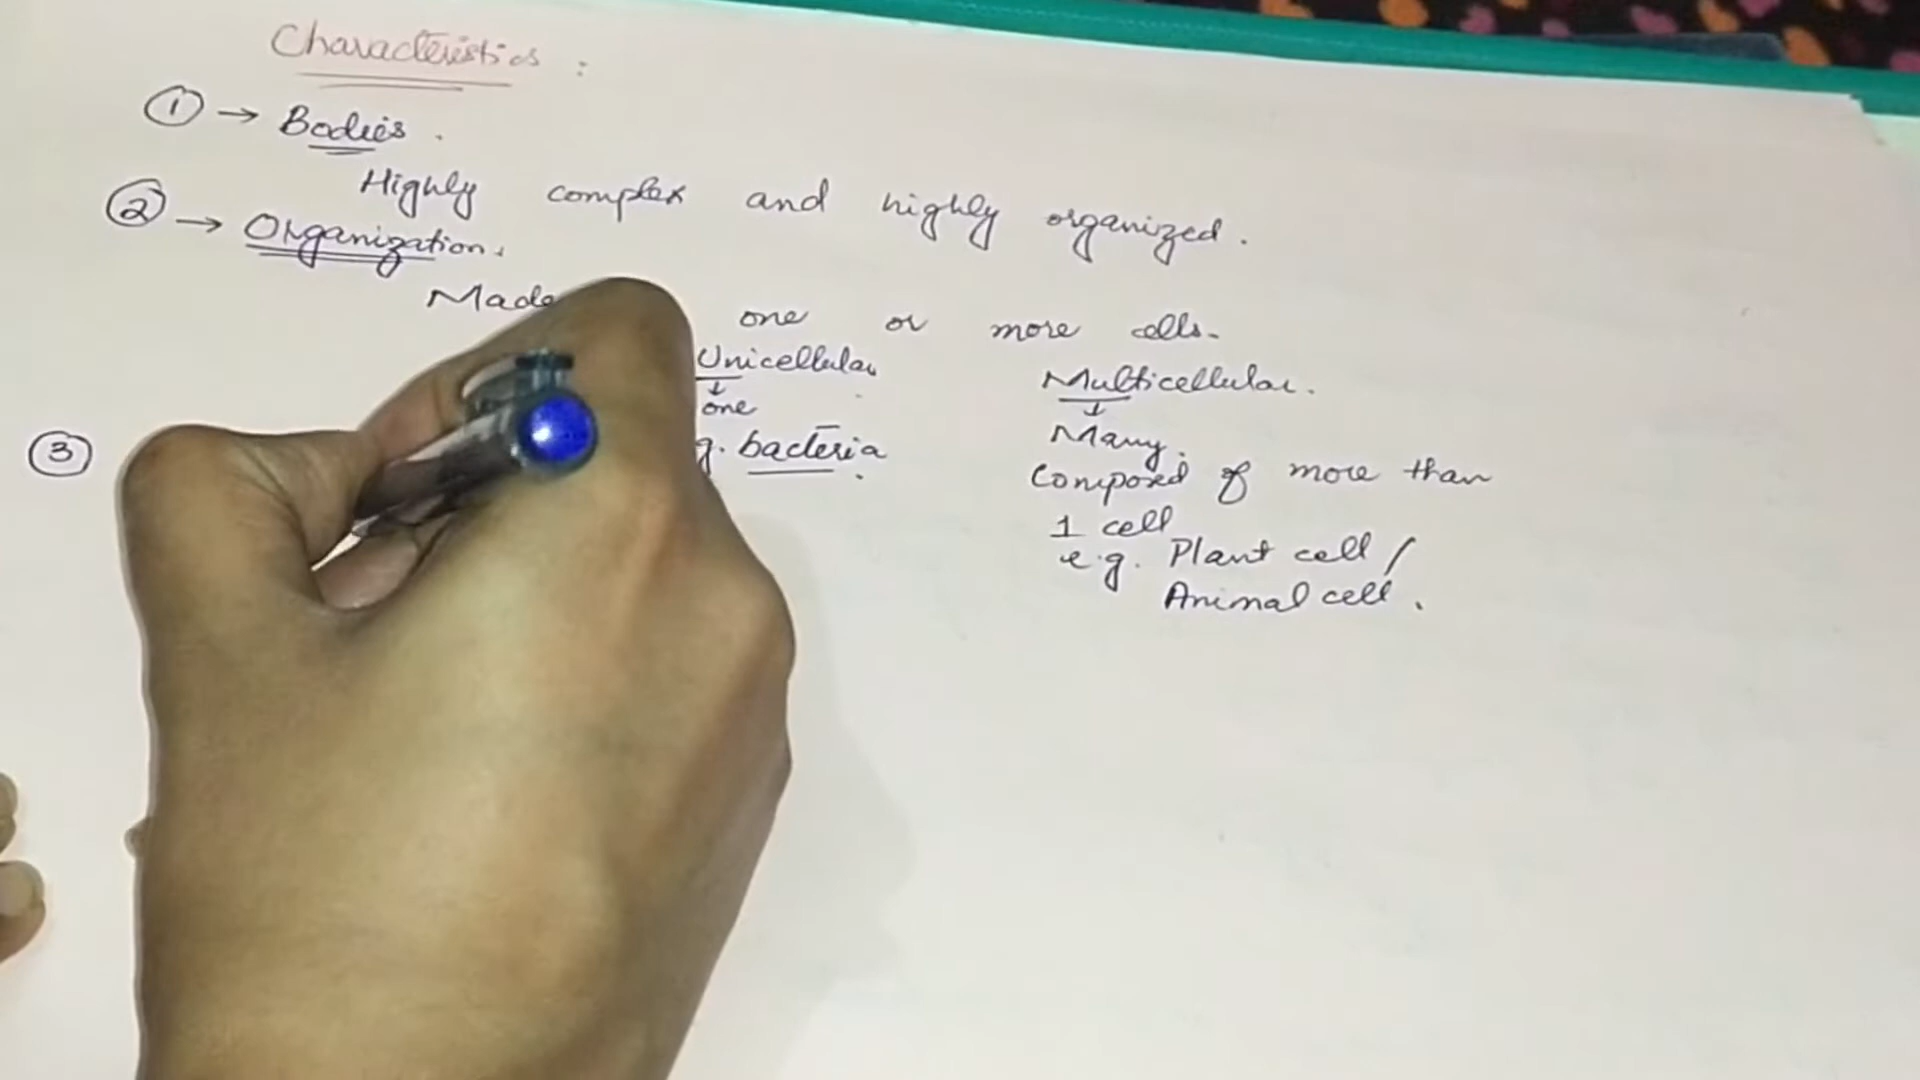 Characteristics :
① → Bodies .
Highly complex and highly organized .
② → Organization .
Made one or more cells .
Unicellular Multicellular .
↓ ↓
one Many .
g. bacteria .
Composed of more than
1 cell
e.g. Plant cell /
Animal cell .
③